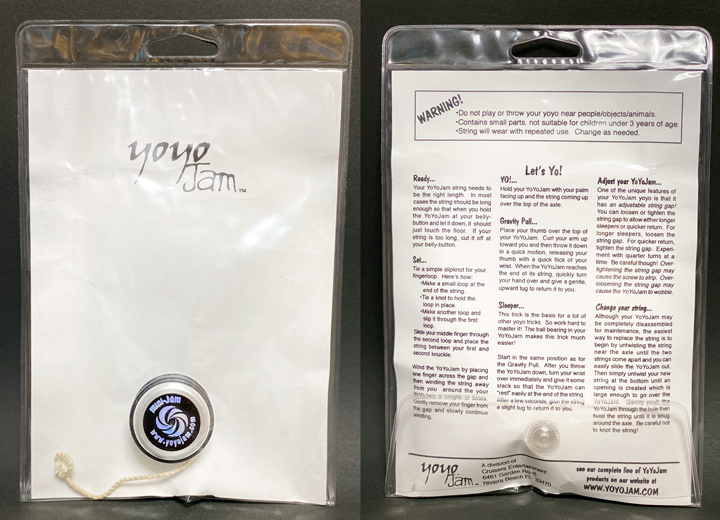 yoyo
Jam™
MiniJam
www.yoyojam.com
WARNING!
•Do not play or throw your yoyo near people/objects/animals.
•Contains small parts, not suitable for children under 3 years of age.
•String will wear with repeated use. Change as needed.
Let's Yo!
Ready...
Your YoYoJam string needs to
be the right length. In most
cases the string should be long
enough so that when you hold
the YoYoJam at your belly-
button and let it down, it should
just touch the floor. If your
string is too long, cut it off at
your belly-button.
Set...
Tie a simple slipknot for your
fingerloop. Here's how:
•Make a small loop at the
end of the string.
•Tie a knot to hold the
loop in place.
•Make another loop and
slip it through the first
loop.
Slide your middle finger through
the second loop and place the
string between your first and
second knuckle.
Wind the YoYoJam by placing
one finger across the gap and
then winding the string away
from you around the your
YoYoJam a couple of times.
Gently remove your finger from
the gap and slowly continue
winding.
YO!...
Hold your YoYoJam with your palm
facing up and the string coming up
over the top of the axle.
Gravity Pull...
Place your thumb over the top of
your YoYoJam. Curl your arm up
toward you and then throw it down
in a quick motion, releasing your
thumb with a quick flick of your
wrist. When the YoYoJam reaches
the end of its string, quickly turn
your hand over and give a gentle,
upward tug to return it to you.
Sleeper...
This trick is the basis for a lot of
other yoyo tricks. So work hard to
master it! The ball bearing in your
YoYoJam makes this trick much
easier!
Start in the same position as for
the Gravity Pull. After you throw
the YoYoJam down, turn your wrist
over immediately and give it some
slack so that the YoYoJam can
"rest" easily at the end of the string.
After a few seconds, give the string
a slight tug to return it to you.
Adjust your YoYoJam...
One of the unique features of
your YoYoJam yoyo is that it
has an adjustable string gap!
You can loosen or tighten the
string gap to allow either longer
sleepers or quicker return. For
longer sleepers, loosen the
string gap. For quicker return,
tighten the string gap. Experi-
ment with quarter turns at a
time. Be careful though! Over-
tightening the string gap may
cause the screw to strip. Over-
loosening the string gap may
cause the YoYoJam to wobble.
Change your string...
Although your YoYoJam may
be completely disassembled
for maintenance, the easiest
way to replace the string is to
begin by untwisting the string
near the axle until the two
strings come apart and you can
easily slide the YoYoJam out.
Then simply untwist your new
string at the bottom until an
opening is created which is
large enough to go over the
YoYoJam. Gently push the
YoYoJam through the hole then
twist the string until it is snug
around the axle. Be careful not
to knot the string!
yoyo
Jam™
A division of
Cruisers Entertainment
6461 Garden Rd.
Riviera Beach FL 33470
see our complete line of YoYoJam
products on our website at
WWW.YOYOJAM.COM